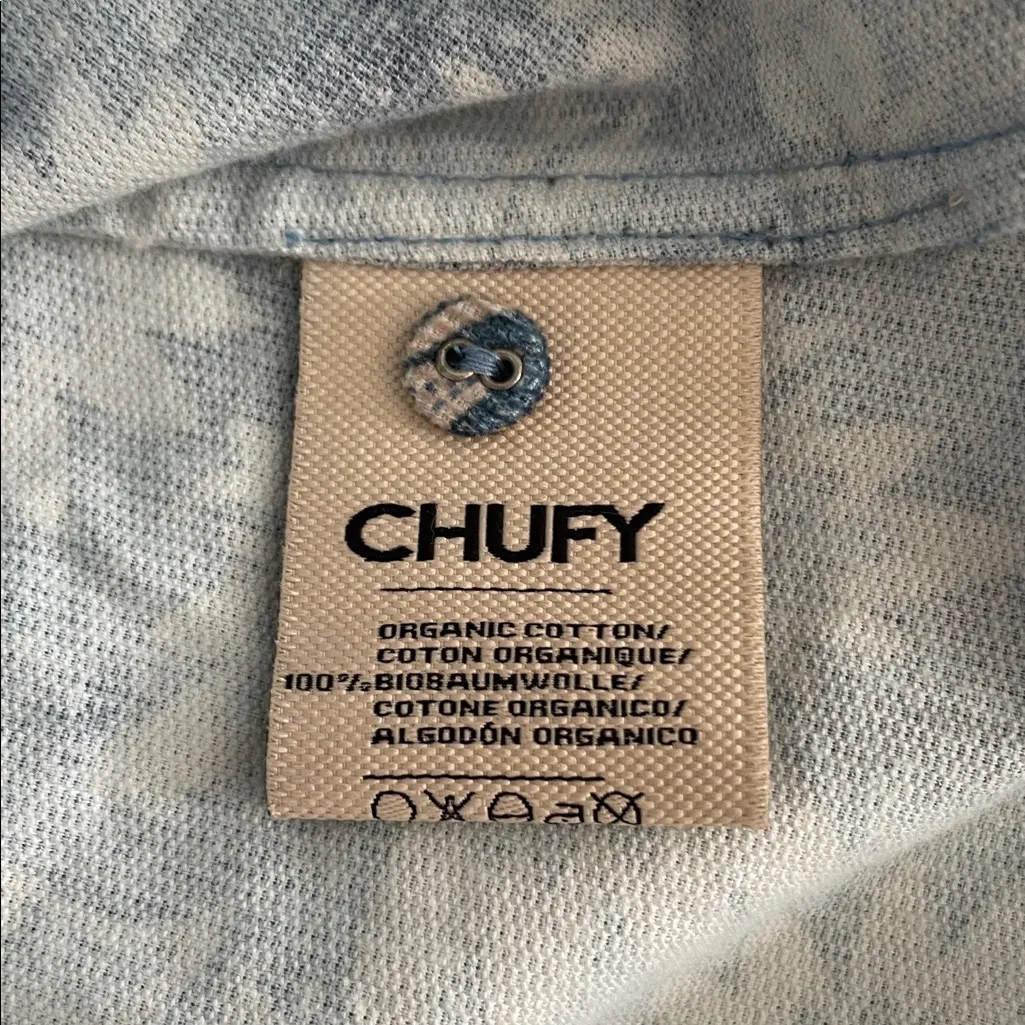 CHUFY
ORGANIC COTTON/
COTON ORGANIQUE/
100% BIOBAUMWOLLE/
COTONE ORGANICO/
ALGODÓN ORGANICO